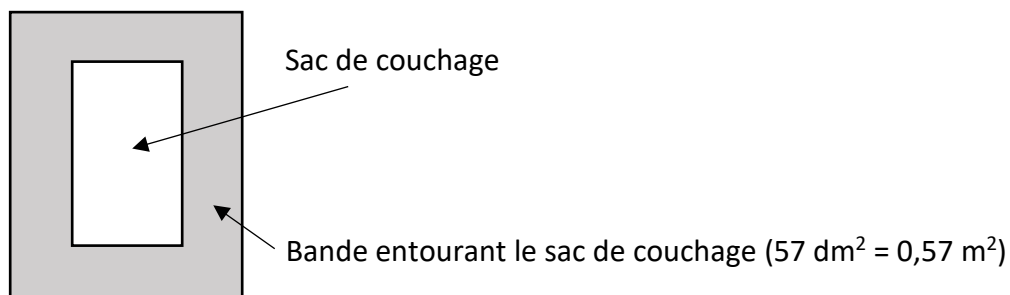 Sac de couchage
Bande entourant le sac de couchage (57 dm² = 0,57 m²)